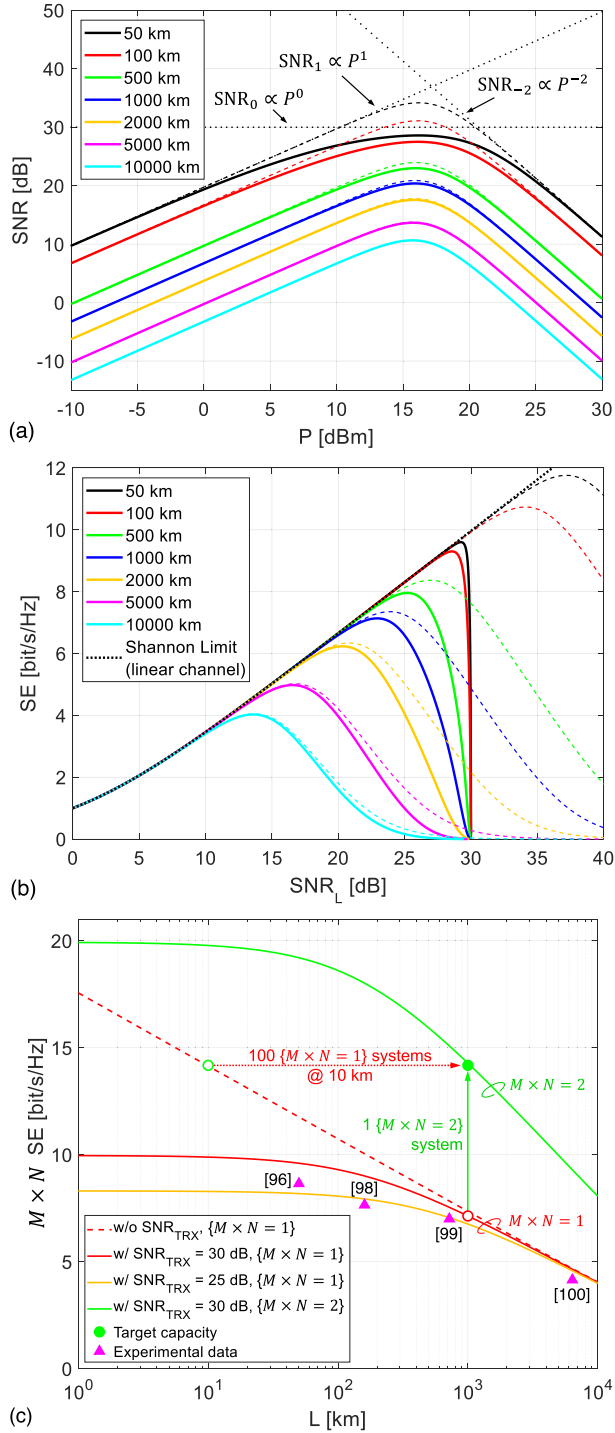 50
40
30
20
10
0
-10
SNR [dB]
50 km
100 km
500 km
1000 km
2000 km
5000 km
10000 km
SNR₁ ∝ P¹
SNR₀ ∝ P⁰
SNR₋₂ ∝ P⁻²
-10 -5 0 5 10 15 20 25 30
P [dBm]
(a)
12
10
8
6
4
2
0
SE [bit/s/Hz]
50 km
100 km
500 km
1000 km
2000 km
5000 km
10000 km
Shannon Limit
(linear channel)
0 5 10 15 20 25 30 35 40
SNR_L [dB]
(b)
20
15
10
5
0
M × N SE [bit/s/Hz]
100 {M × N = 1} systems
@ 10 km
M × N = 2
1 {M × N = 2}
system
[96]
[98]
[99]
M × N = 1
[100]
w/o SNR_TRX, {M × N = 1}
w/ SNR_TRX = 30 dB, {M × N = 1}
w/ SNR_TRX = 25 dB, {M × N = 1}
w/ SNR_TRX = 30 dB, {M × N = 2}
Target capacity
Experimental data
10⁰ 10¹ 10² 10³ 10⁴
L [km]
(c)